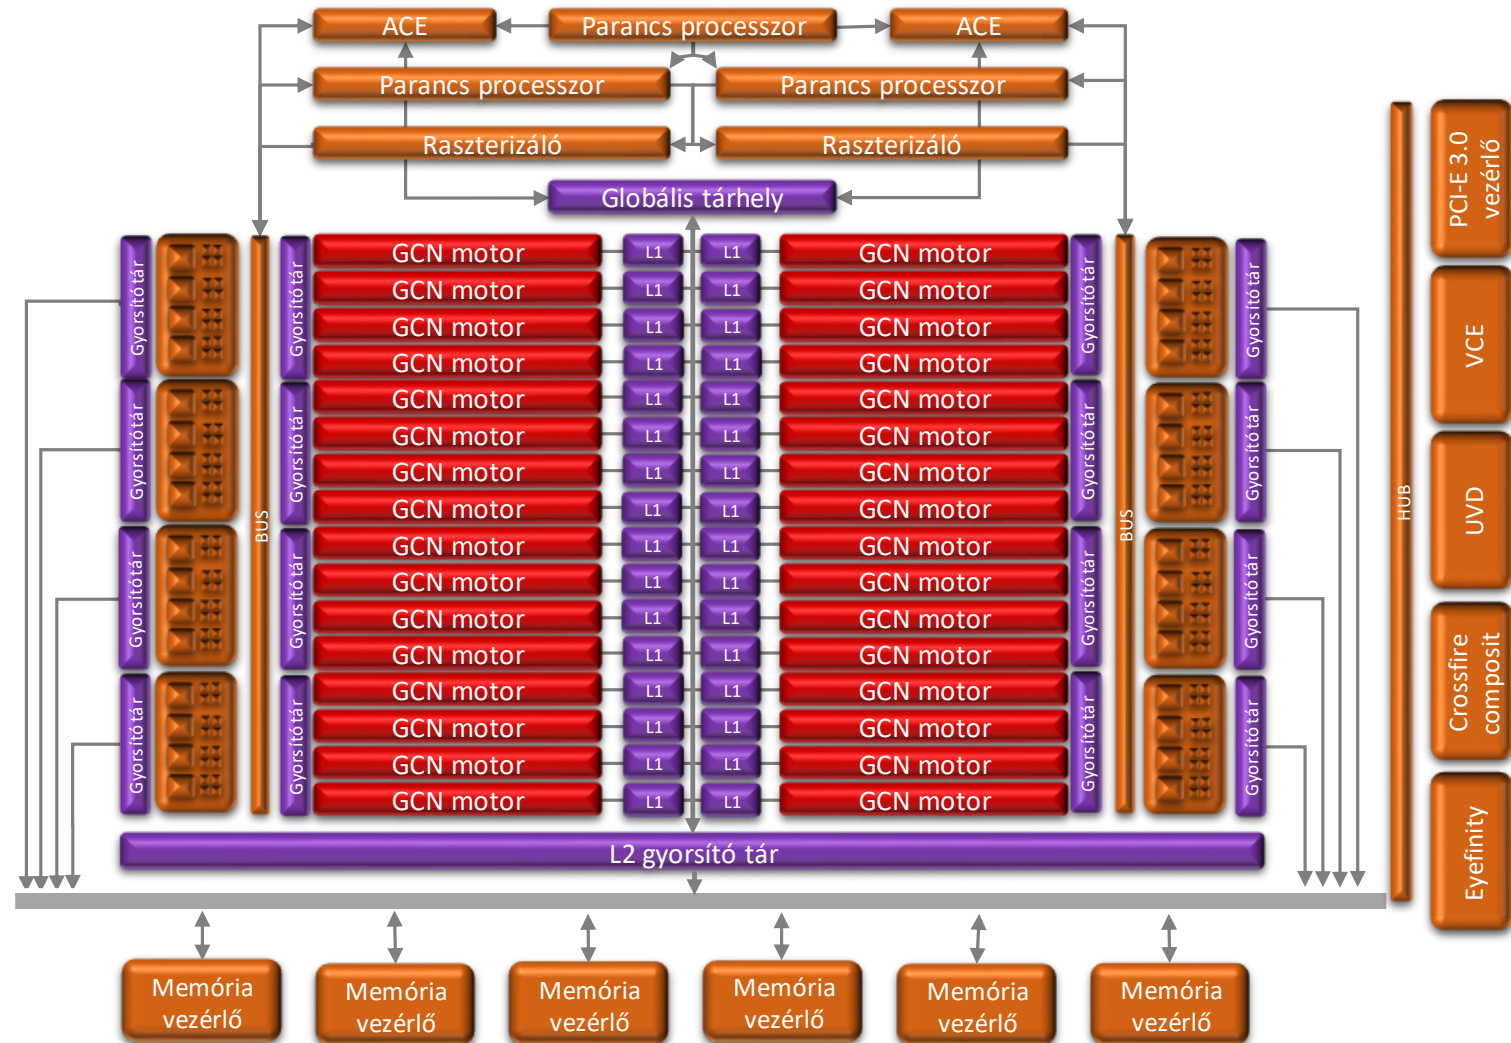 ACE
Parancs processzor
ACE
Parancs processzor
Parancs processzor
Raszterizáló
Raszterizáló
Globális tárhely
GCN motor
L1
L1
GCN motor
GCN motor
L1
L1
GCN motor
GCN motor
L1
L1
GCN motor
GCN motor
L1
L1
GCN motor
GCN motor
L1
L1
GCN motor
GCN motor
L1
L1
GCN motor
GCN motor
L1
L1
GCN motor
GCN motor
L1
L1
GCN motor
GCN motor
L1
L1
GCN motor
GCN motor
L1
L1
GCN motor
GCN motor
L1
L1
GCN motor
GCN motor
L1
L1
GCN motor
GCN motor
L1
L1
GCN motor
GCN motor
L1
L1
GCN motor
GCN motor
L1
L1
GCN motor
GCN motor
L1
L1
GCN motor
Gyorsító tár
Gyorsító tár
Gyorsító tár
Gyorsító tár
BUS
Gyorsító tár
Gyorsító tár
Gyorsító tár
Gyorsító tár
Gyorsító tár
Gyorsító tár
Gyorsító tár
Gyorsító tár
BUS
Gyorsító tár
Gyorsító tár
Gyorsító tár
Gyorsító tár
L2 gyorsító tár
HUB
PCI-E 3.0
vezérlő
VCE
UVD
Crossfire
composit
Eyefinity
Memória
vezérlő
Memória
vezérlő
Memória
vezérlő
Memória
vezérlő
Memória
vezérlő
Memória
vezérlő